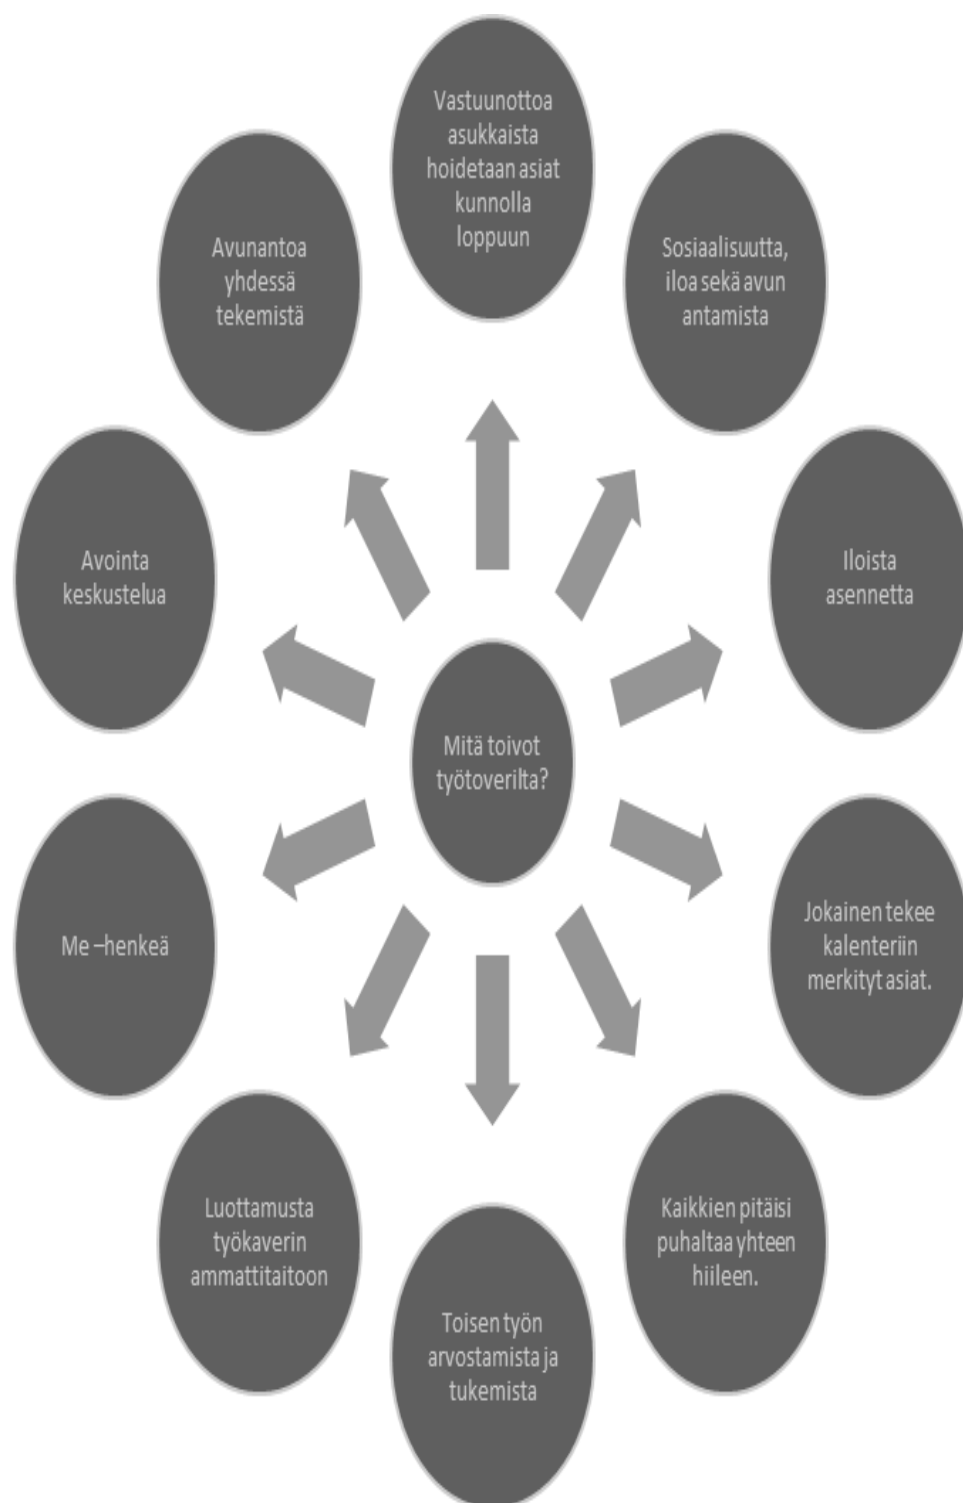 Vastuunottoa
asukkaista
hoidetaan asiat
kunnolla
loppuun
Sosiaalisuutta,
iloa sekä avun
antamista
Iloista
asennetta
Jokainen tekee
kalenteriin
merkityt asiat.
Kaikkien pitäisi
puhaltaa yhteen
hiileen.
Toisen työn
arvostamista ja
tukemista
Luottamusta
työkaverin
ammattitaitoon
Me –henkeä
Avointa
keskustelua
Avunantoa
yhdessä
tekemistä
Mitä toivot
työtoverilta?